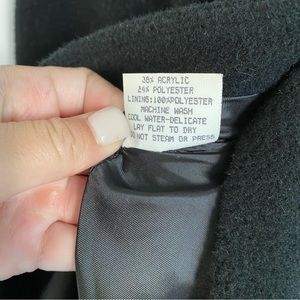 38% ACRYLIC
24% POLYESTER
LINING:100%POLYESTER
MACHINE WASH
COOL WATER-DELICATE
LAY FLAT TO DRY
DO NOT STEAM OR PRESS